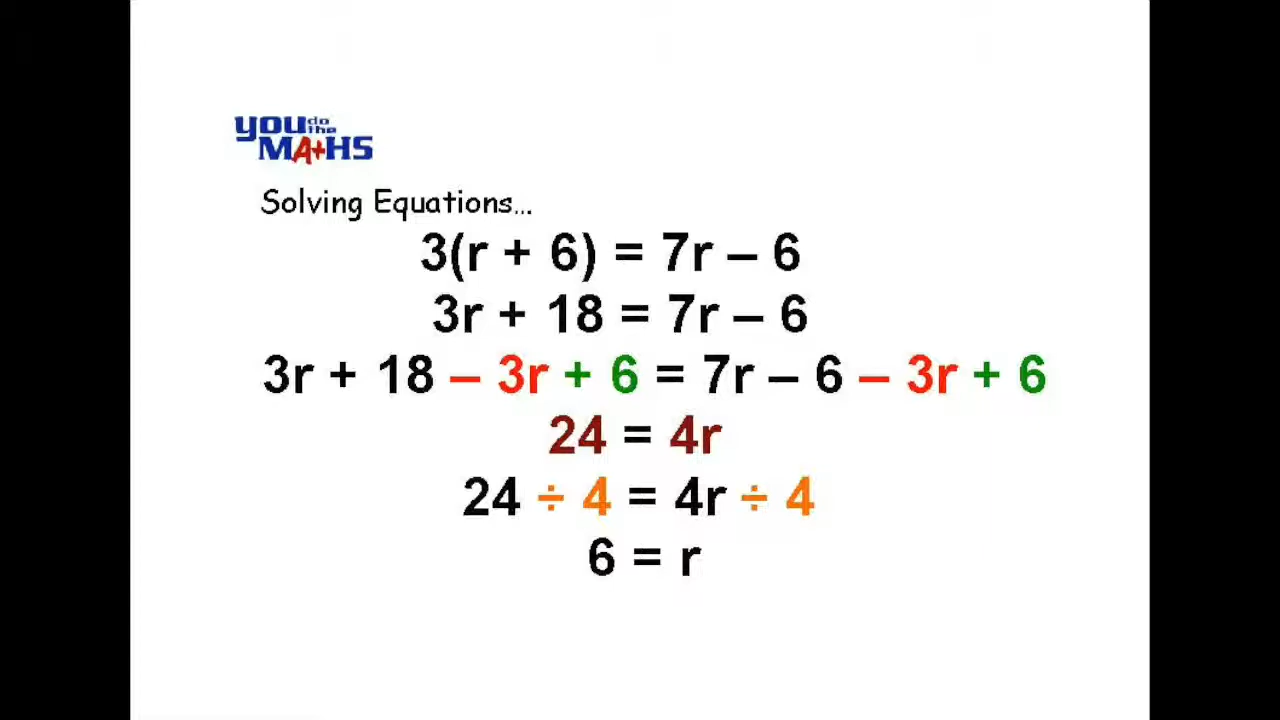 you do the
MA+HS
Solving Equations...
3(r + 6) = 7r – 6
3r + 18 = 7r – 6
3r + 18 – 3r + 6 = 7r – 6 – 3r + 6
24 = 4r
24 ÷ 4 = 4r ÷ 4
6 = r